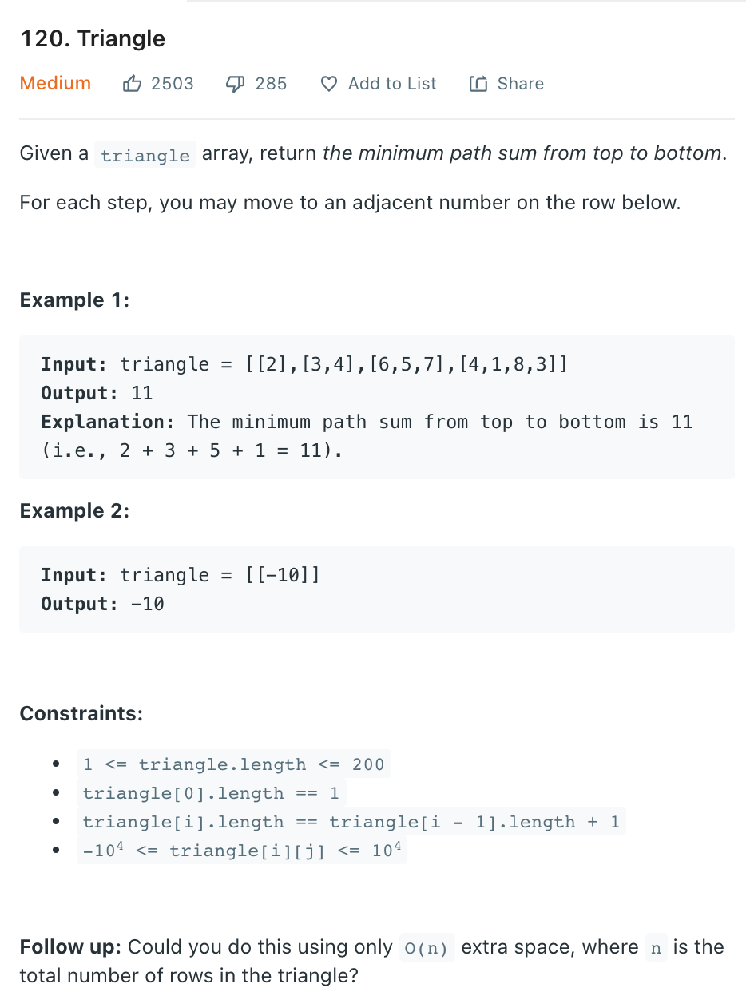 120. Triangle
Medium 2503 285 Add to List Share
Given a triangle array, return the minimum path sum from top to bottom.
For each step, you may move to an adjacent number on the row below.
Example 1:
Input: triangle = [[2],[3,4],[6,5,7],[4,1,8,3]]
Output: 11
Explanation: The minimum path sum from top to bottom is 11
(i.e., 2 + 3 + 5 + 1 = 11).
Example 2:
Input: triangle = [[-10]]
Output: -10
Constraints:
• 1 <= triangle.length <= 200
• triangle[0].length == 1
• triangle[i].length == triangle[i - 1].length + 1
• -10⁴ <= triangle[i][j] <= 10⁴
Follow up: Could you do this using only O(n) extra space, where n is the
total number of rows in the triangle?